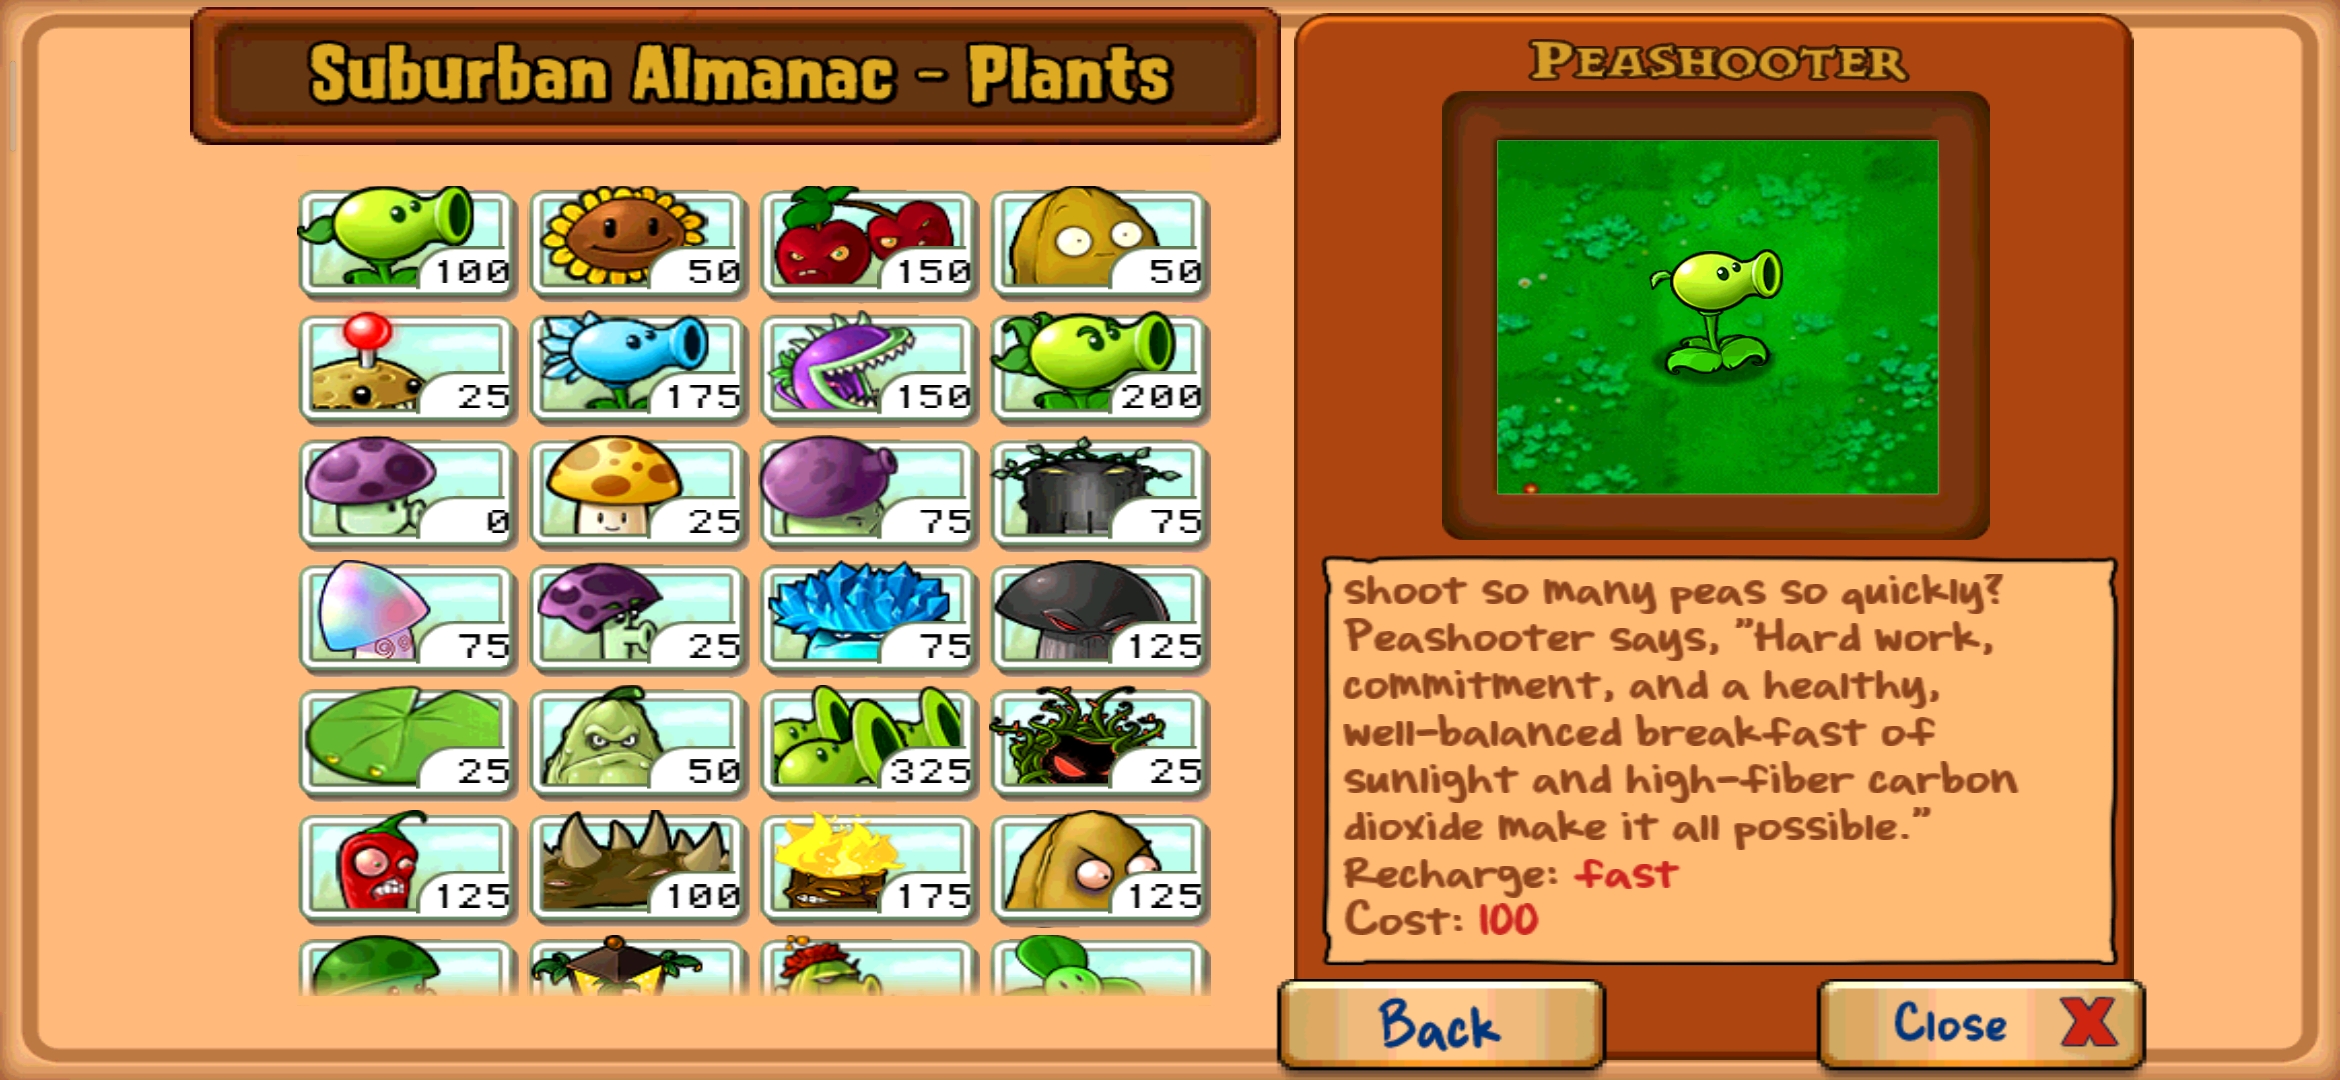 Suburban Almanac - Plants
PEASHOOTER
100 50 150 50
25 175 150 200
0 25 75 75
75 25 75 125
25 50 325 25
125 100 175 125
shoot so many peas so quickly?
Peashooter says, "Hard work,
commitment, and a healthy,
well-balanced breakfast of
sunlight and high-fiber carbon
dioxide make it all possible."
Recharge: fast
Cost: 100
Back
Close X